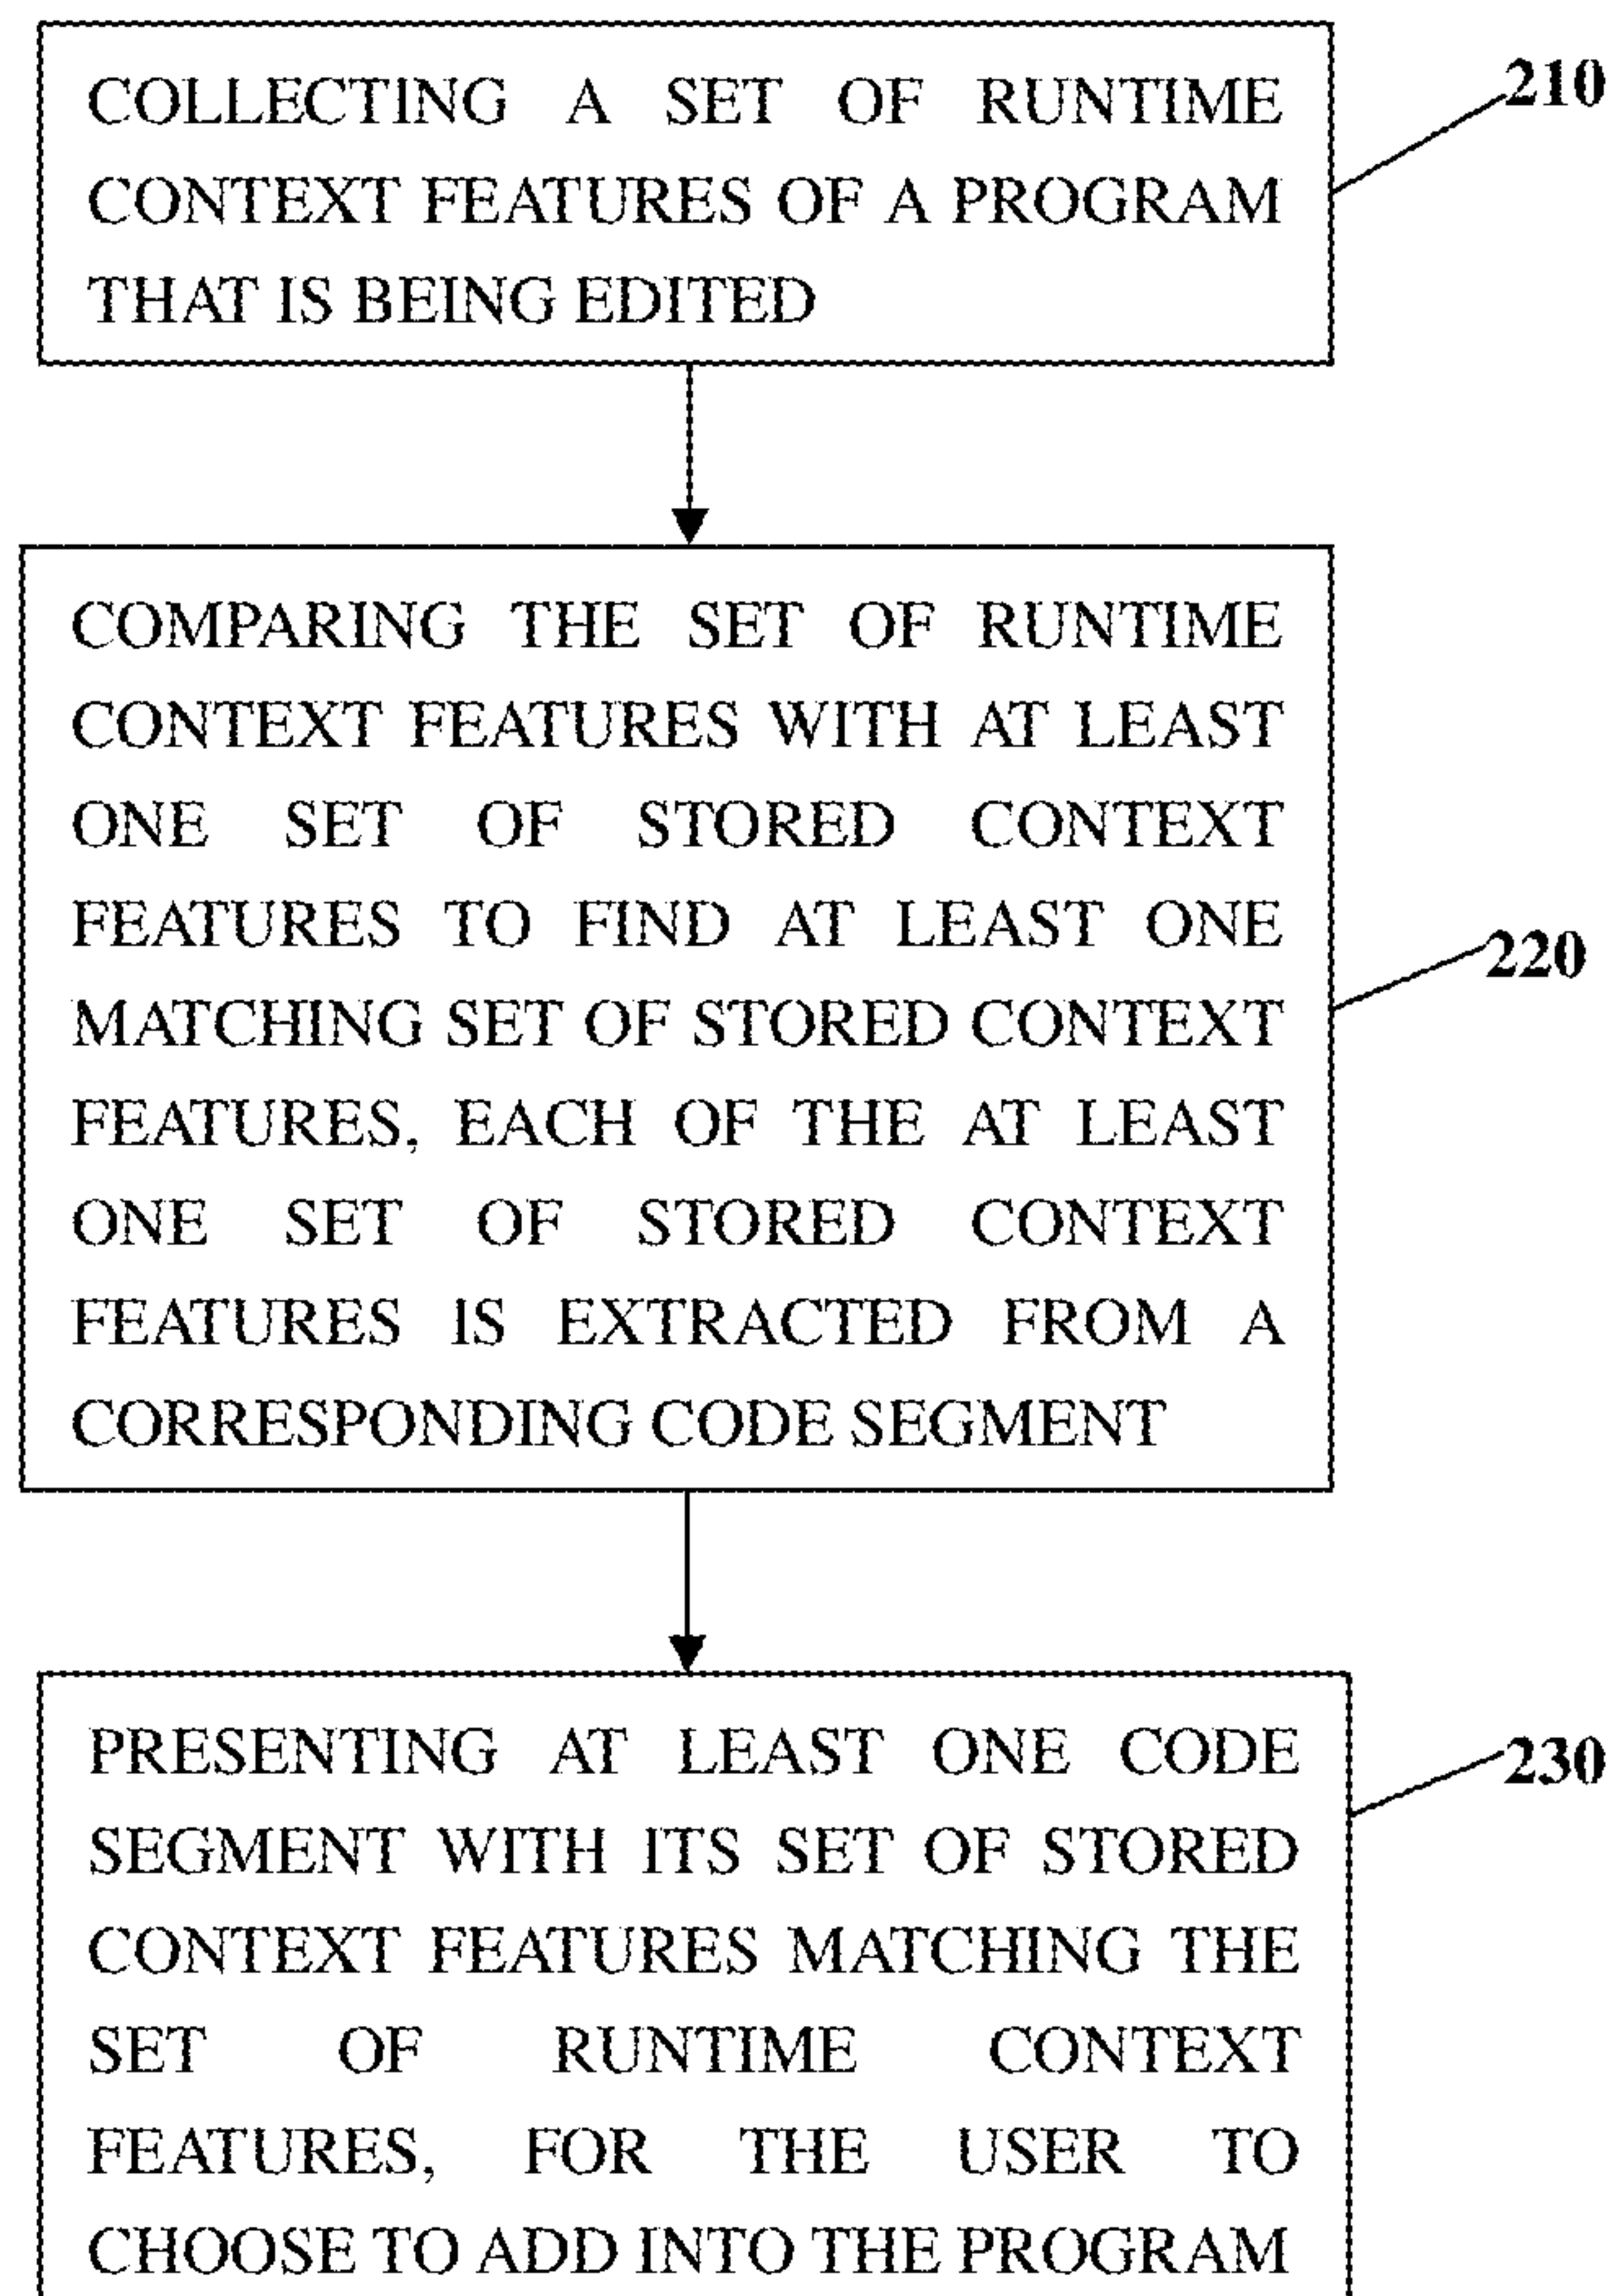 COLLECTING A SET OF RUNTIME
CONTEXT FEATURES OF A PROGRAM
THAT IS BEING EDITED
210
COMPARING THE SET OF RUNTIME
CONTEXT FEATURES WITH AT LEAST
ONE SET OF STORED CONTEXT
FEATURES TO FIND AT LEAST ONE
MATCHING SET OF STORED CONTEXT
FEATURES, EACH OF THE AT LEAST
ONE SET OF STORED CONTEXT
FEATURES IS EXTRACTED FROM A
CORRESPONDING CODE SEGMENT
220
PRESENTING AT LEAST ONE CODE
SEGMENT WITH ITS SET OF STORED
CONTEXT FEATURES MATCHING THE
SET OF RUNTIME CONTEXT
FEATURES, FOR THE USER TO
CHOOSE TO ADD INTO THE PROGRAM
230